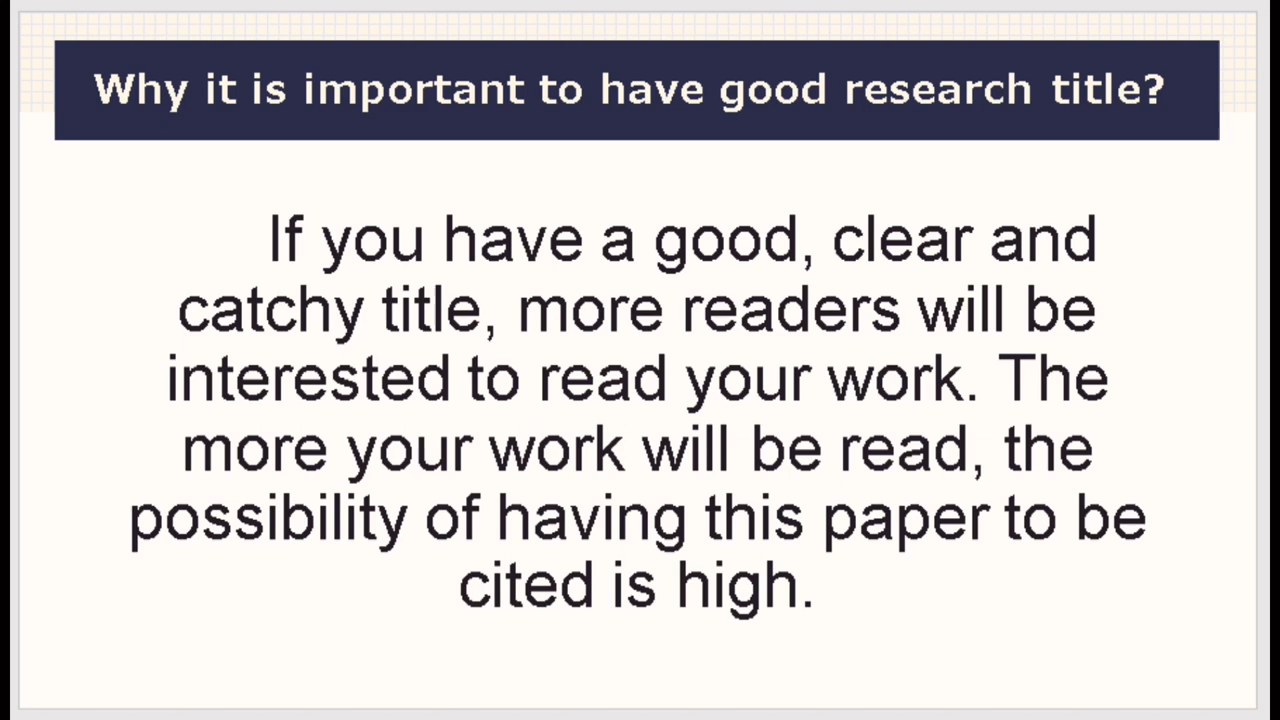 Why it is important to have good research title?
If you have a good, clear and
catchy title, more readers will be
interested to read your work. The
more your work will be read, the
possibility of having this paper to be
cited is high.